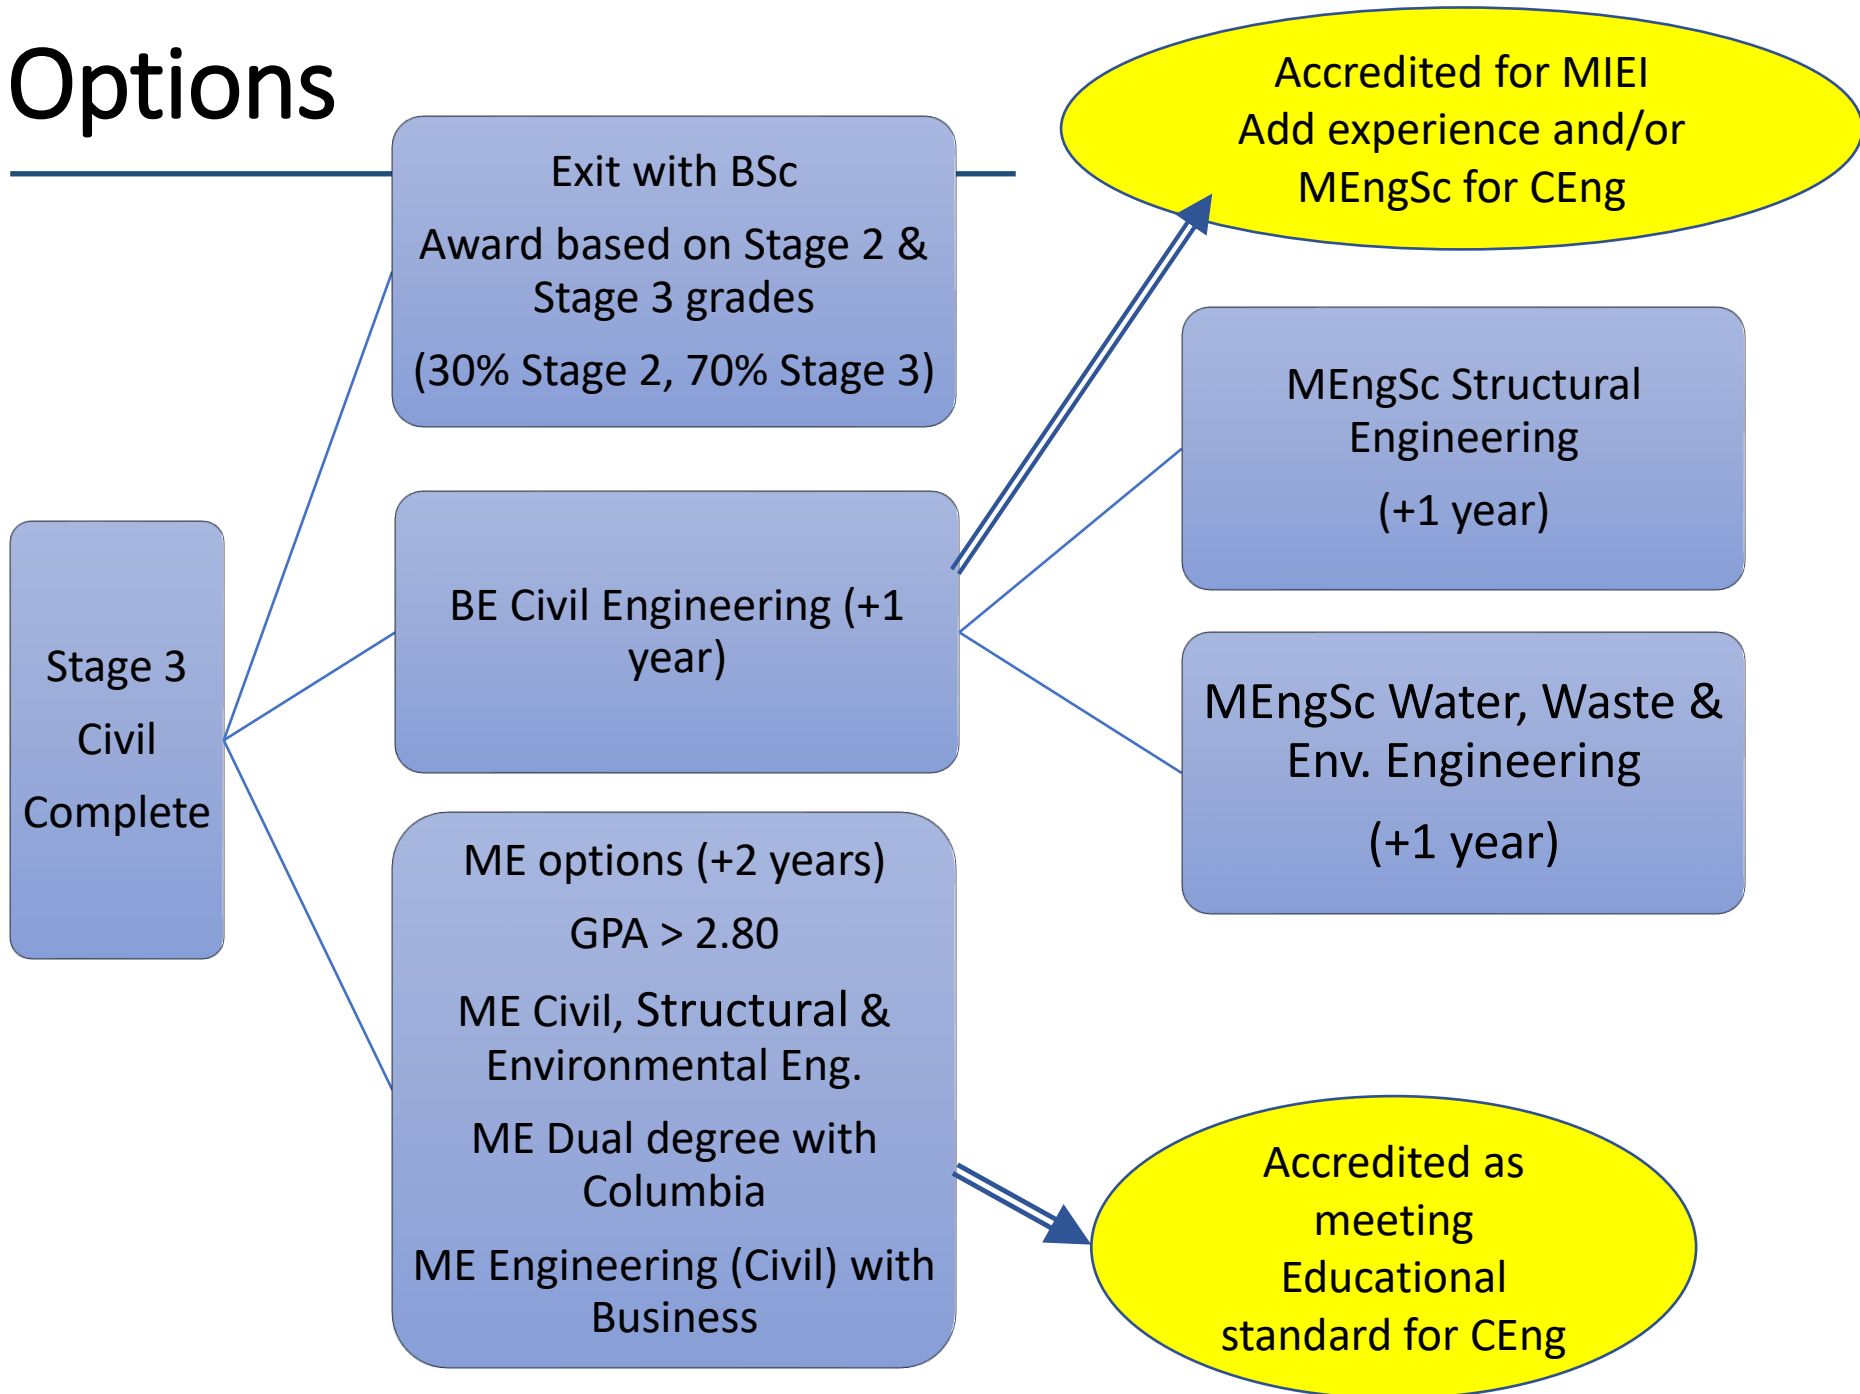 Options
Exit with BSc
Award based on Stage 2 &
Stage 3 grades
(30% Stage 2, 70% Stage 3)
Accredited for MIEI
Add experience and/or
MEngSc for CEng
Stage 3
Civil
Complete
BE Civil Engineering (+1
year)
MEngSc Structural
Engineering
(+1 year)
MEngSc Water, Waste &
Env. Engineering
(+1 year)
ME options (+2 years)
GPA > 2.80
ME Civil, Structural &
Environmental Eng.
ME Dual degree with
Columbia
ME Engineering (Civil) with
Business
Accredited as
meeting
Educational
standard for CEng